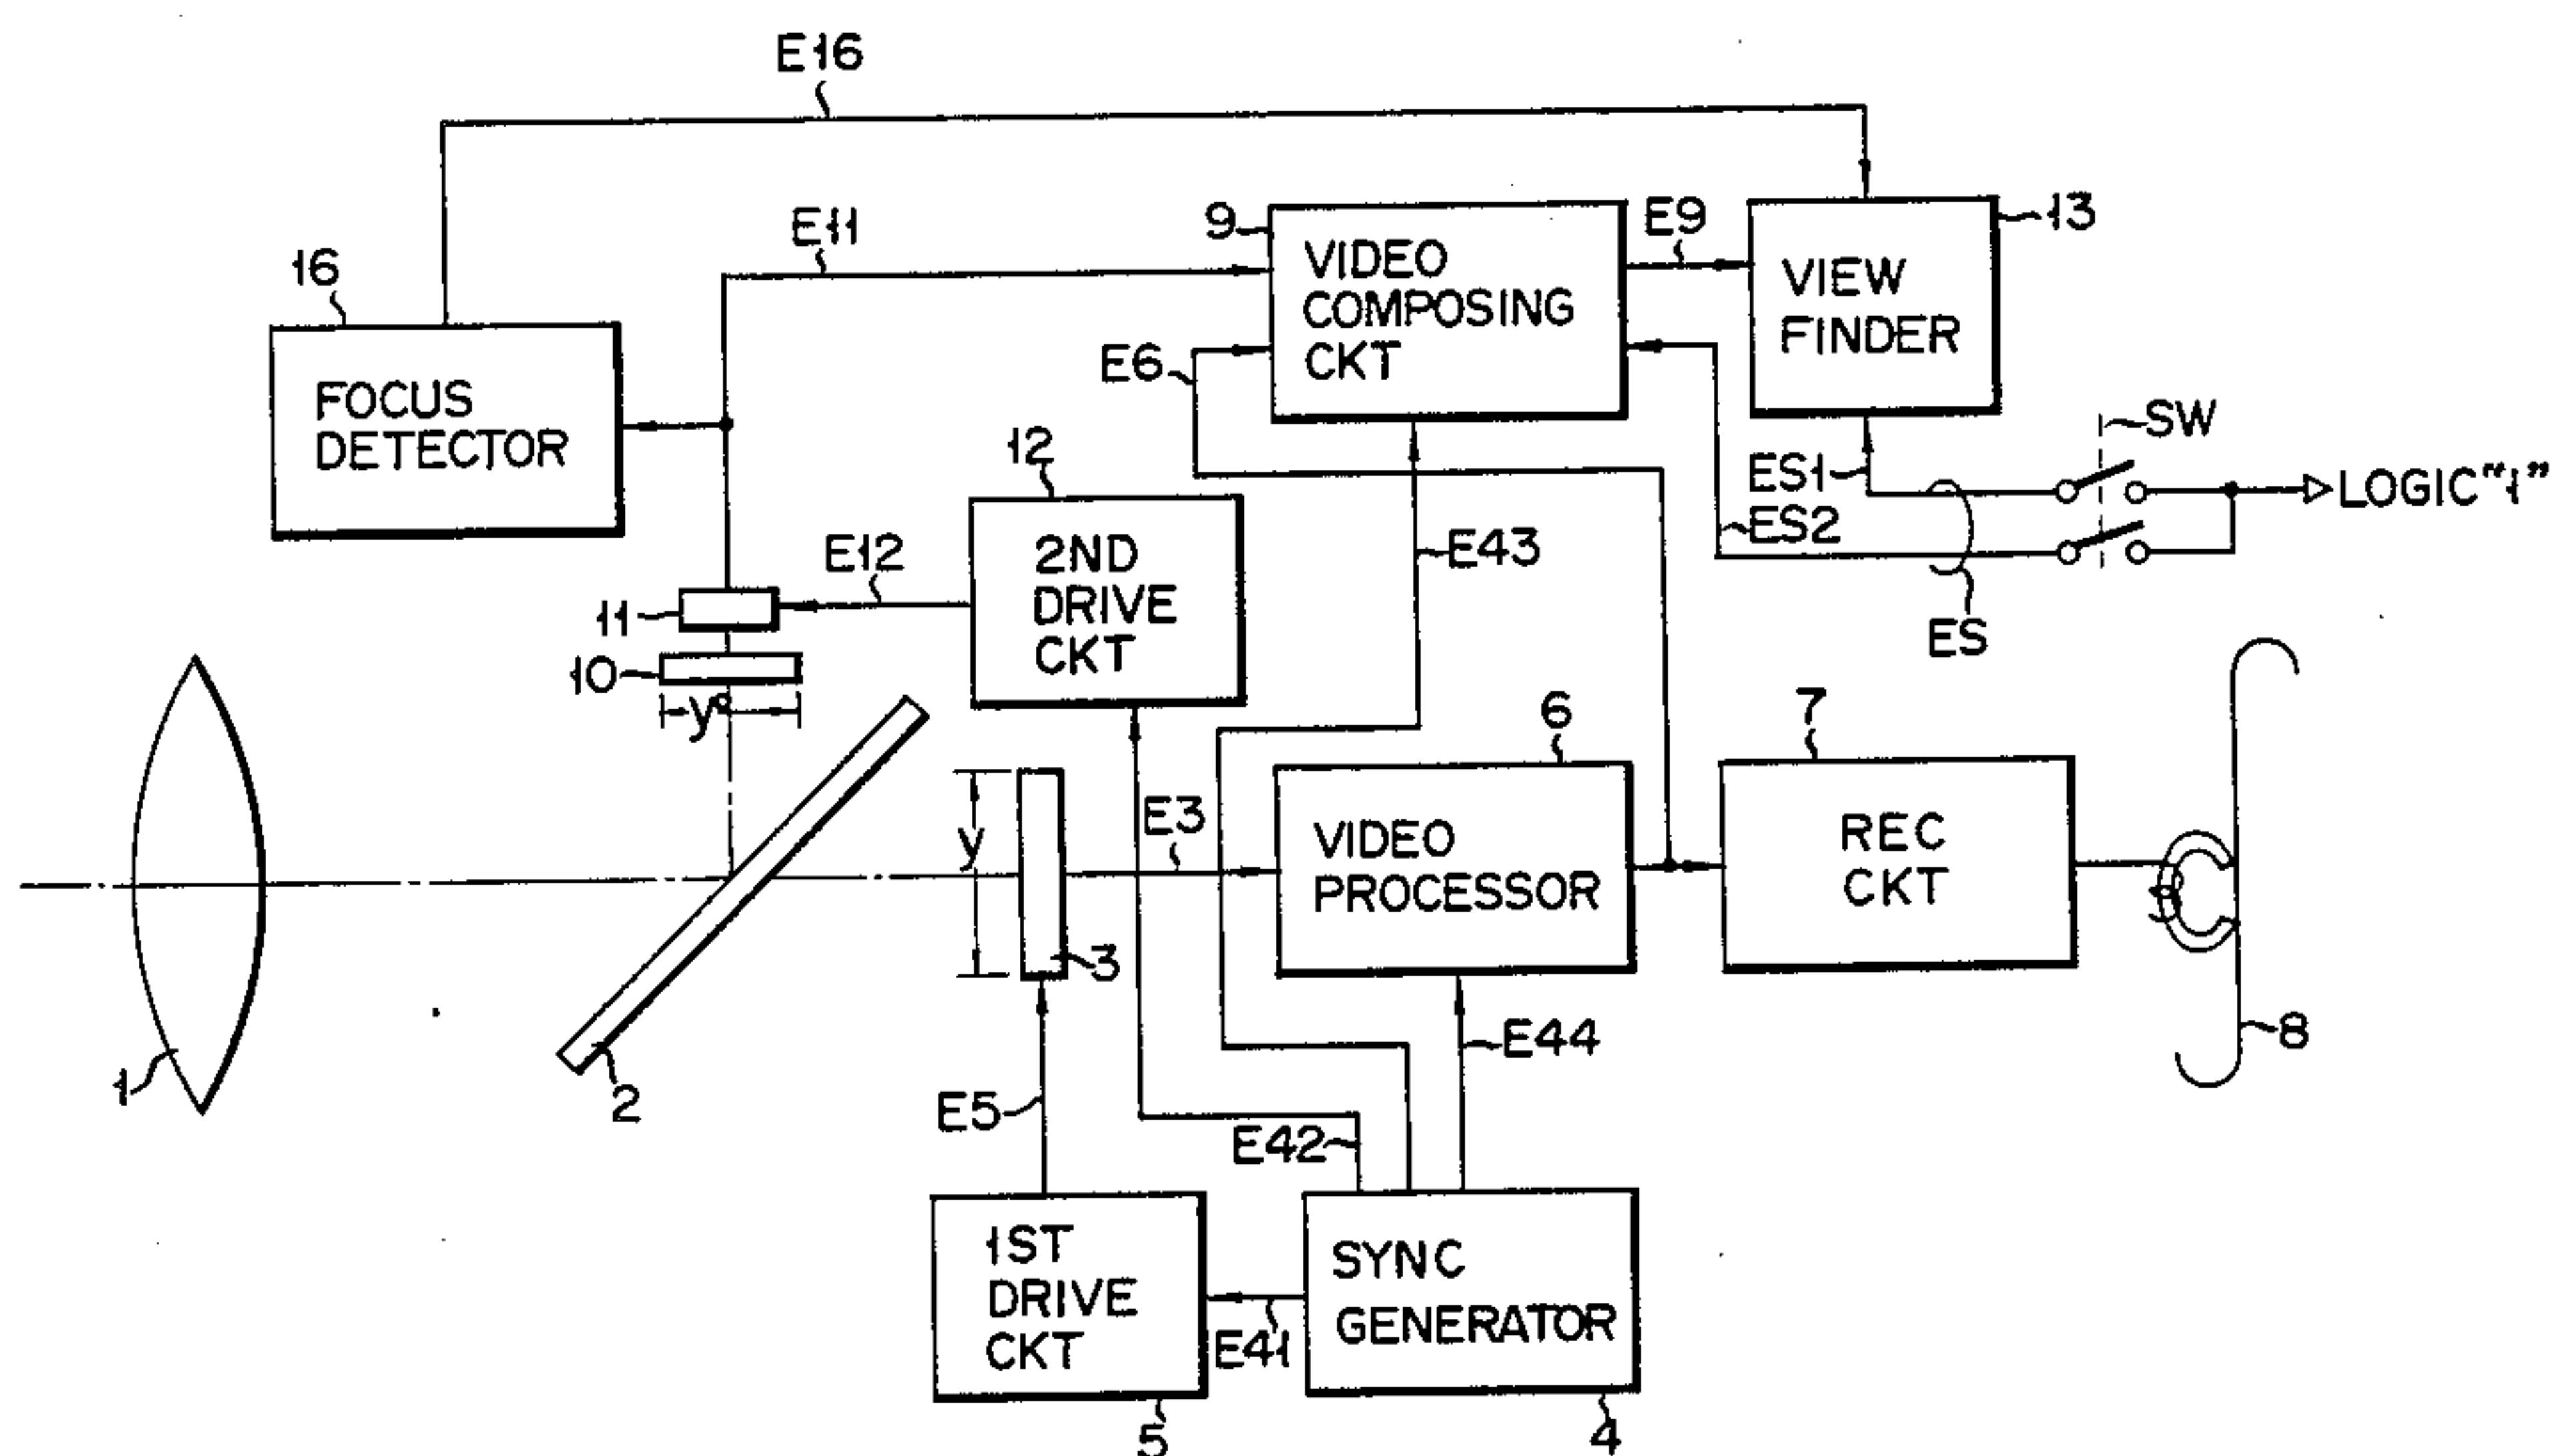 E16
E11
9
VIDEO
COMPOSING
CKT
E9
13
VIEW
FINDER
16
FOCUS
DETECTOR
E6
12
2ND
DRIVE
CKT
E12
E43
SW
ES1
ES2
LOGIC "1"
ES
11
10
y°
6
VIDEO
PROCESSOR
7
REC
CKT
E3
y
3
8
1
2
E44
E5
E42
1ST
DRIVE
CKT
E41
SYNC
GENERATOR
5
4